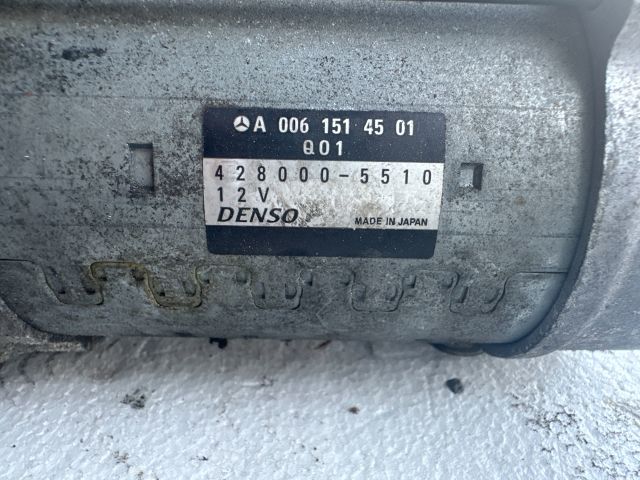 A 006 151 45 01
Q01
428000-5510
12V
DENSO MADE IN JAPAN